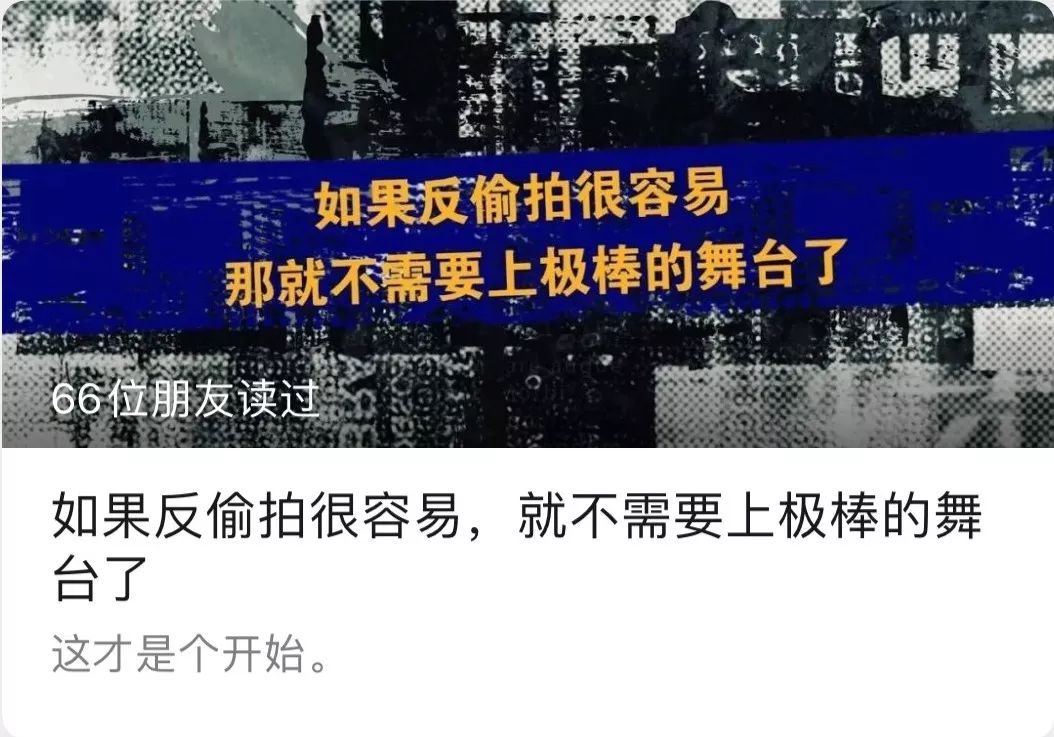 如果反偷拍很容易
那就不需要上极棒的舞台了
66位朋友读过
如果反偷拍很容易，就不需要上极棒的舞
台了
这才是个开始。